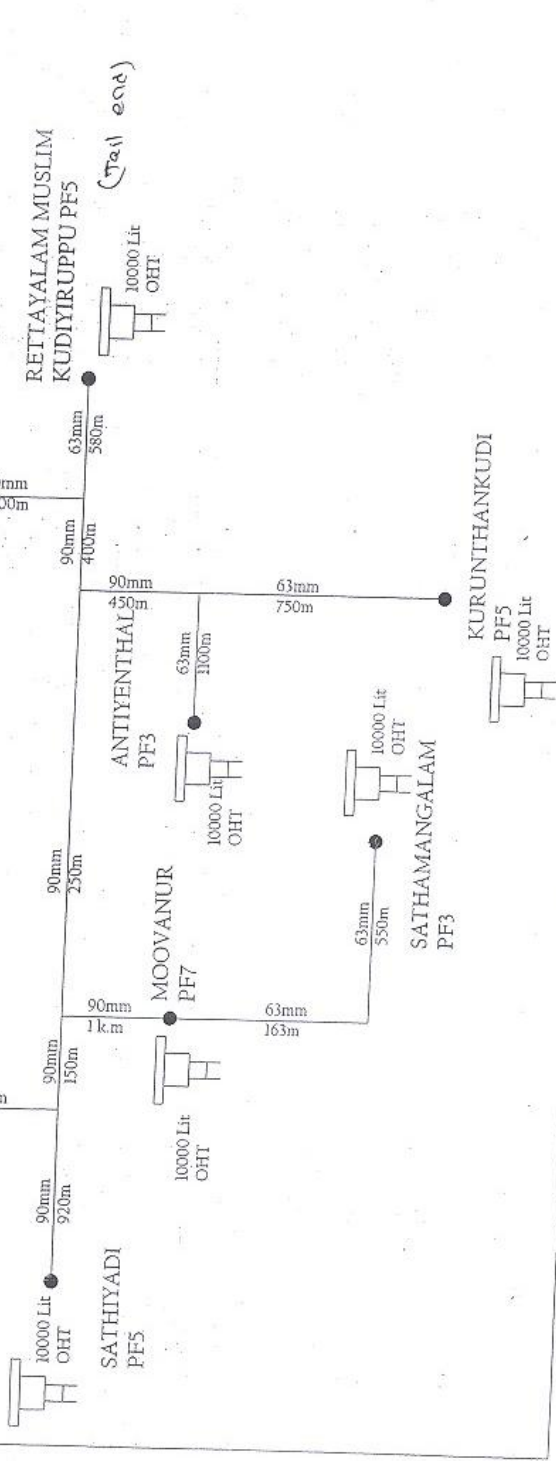 RETTAYALAM MUSLIM
KUDIYIRUPPU PF5
(Tail end)
10000 Lit
OHT
63mm
580m
90mm
400m
90mm
450m
63mm
750m
KURUNTHANKUDI
PF5
10000 Lit
OHT
ANTIYENTHAL
PF3
63mm
1100m
10000 Lit
OHT
90mm
250m
10000 Lit
OHT
SATHAMANGALAM
PF3
63mm
550m
MOOVANUR
PF7
90mm
1k.m
63mm
163m
10000 Lit
OHT
90mm
150m
90mm
920m
10000 Lit
OHT
SATHIYADI
PF5